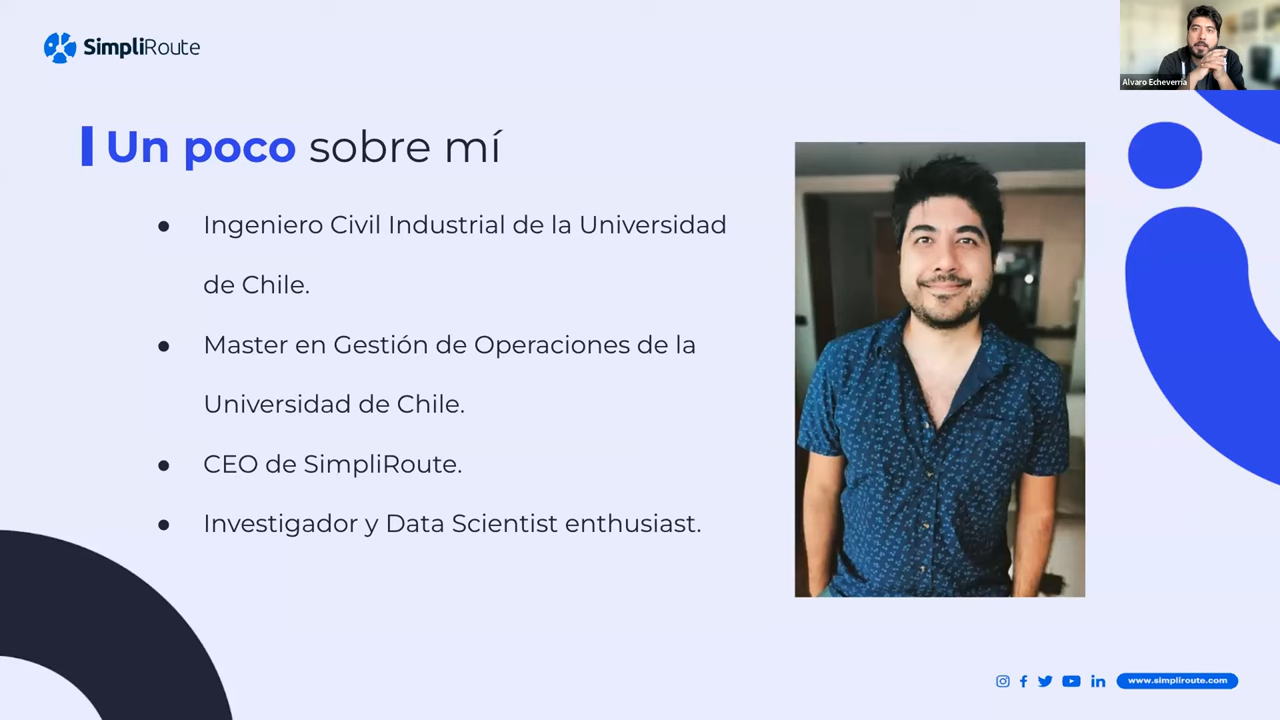 SimpliRoute
Alvaro Echeverría
Un poco sobre mí
● Ingeniero Civil Industrial de la Universidad
de Chile.
● Master en Gestión de Operaciones de la
Universidad de Chile.
● CEO de SimpliRoute.
● Investigador y Data Scientist enthusiast.
www.simpliroute.com